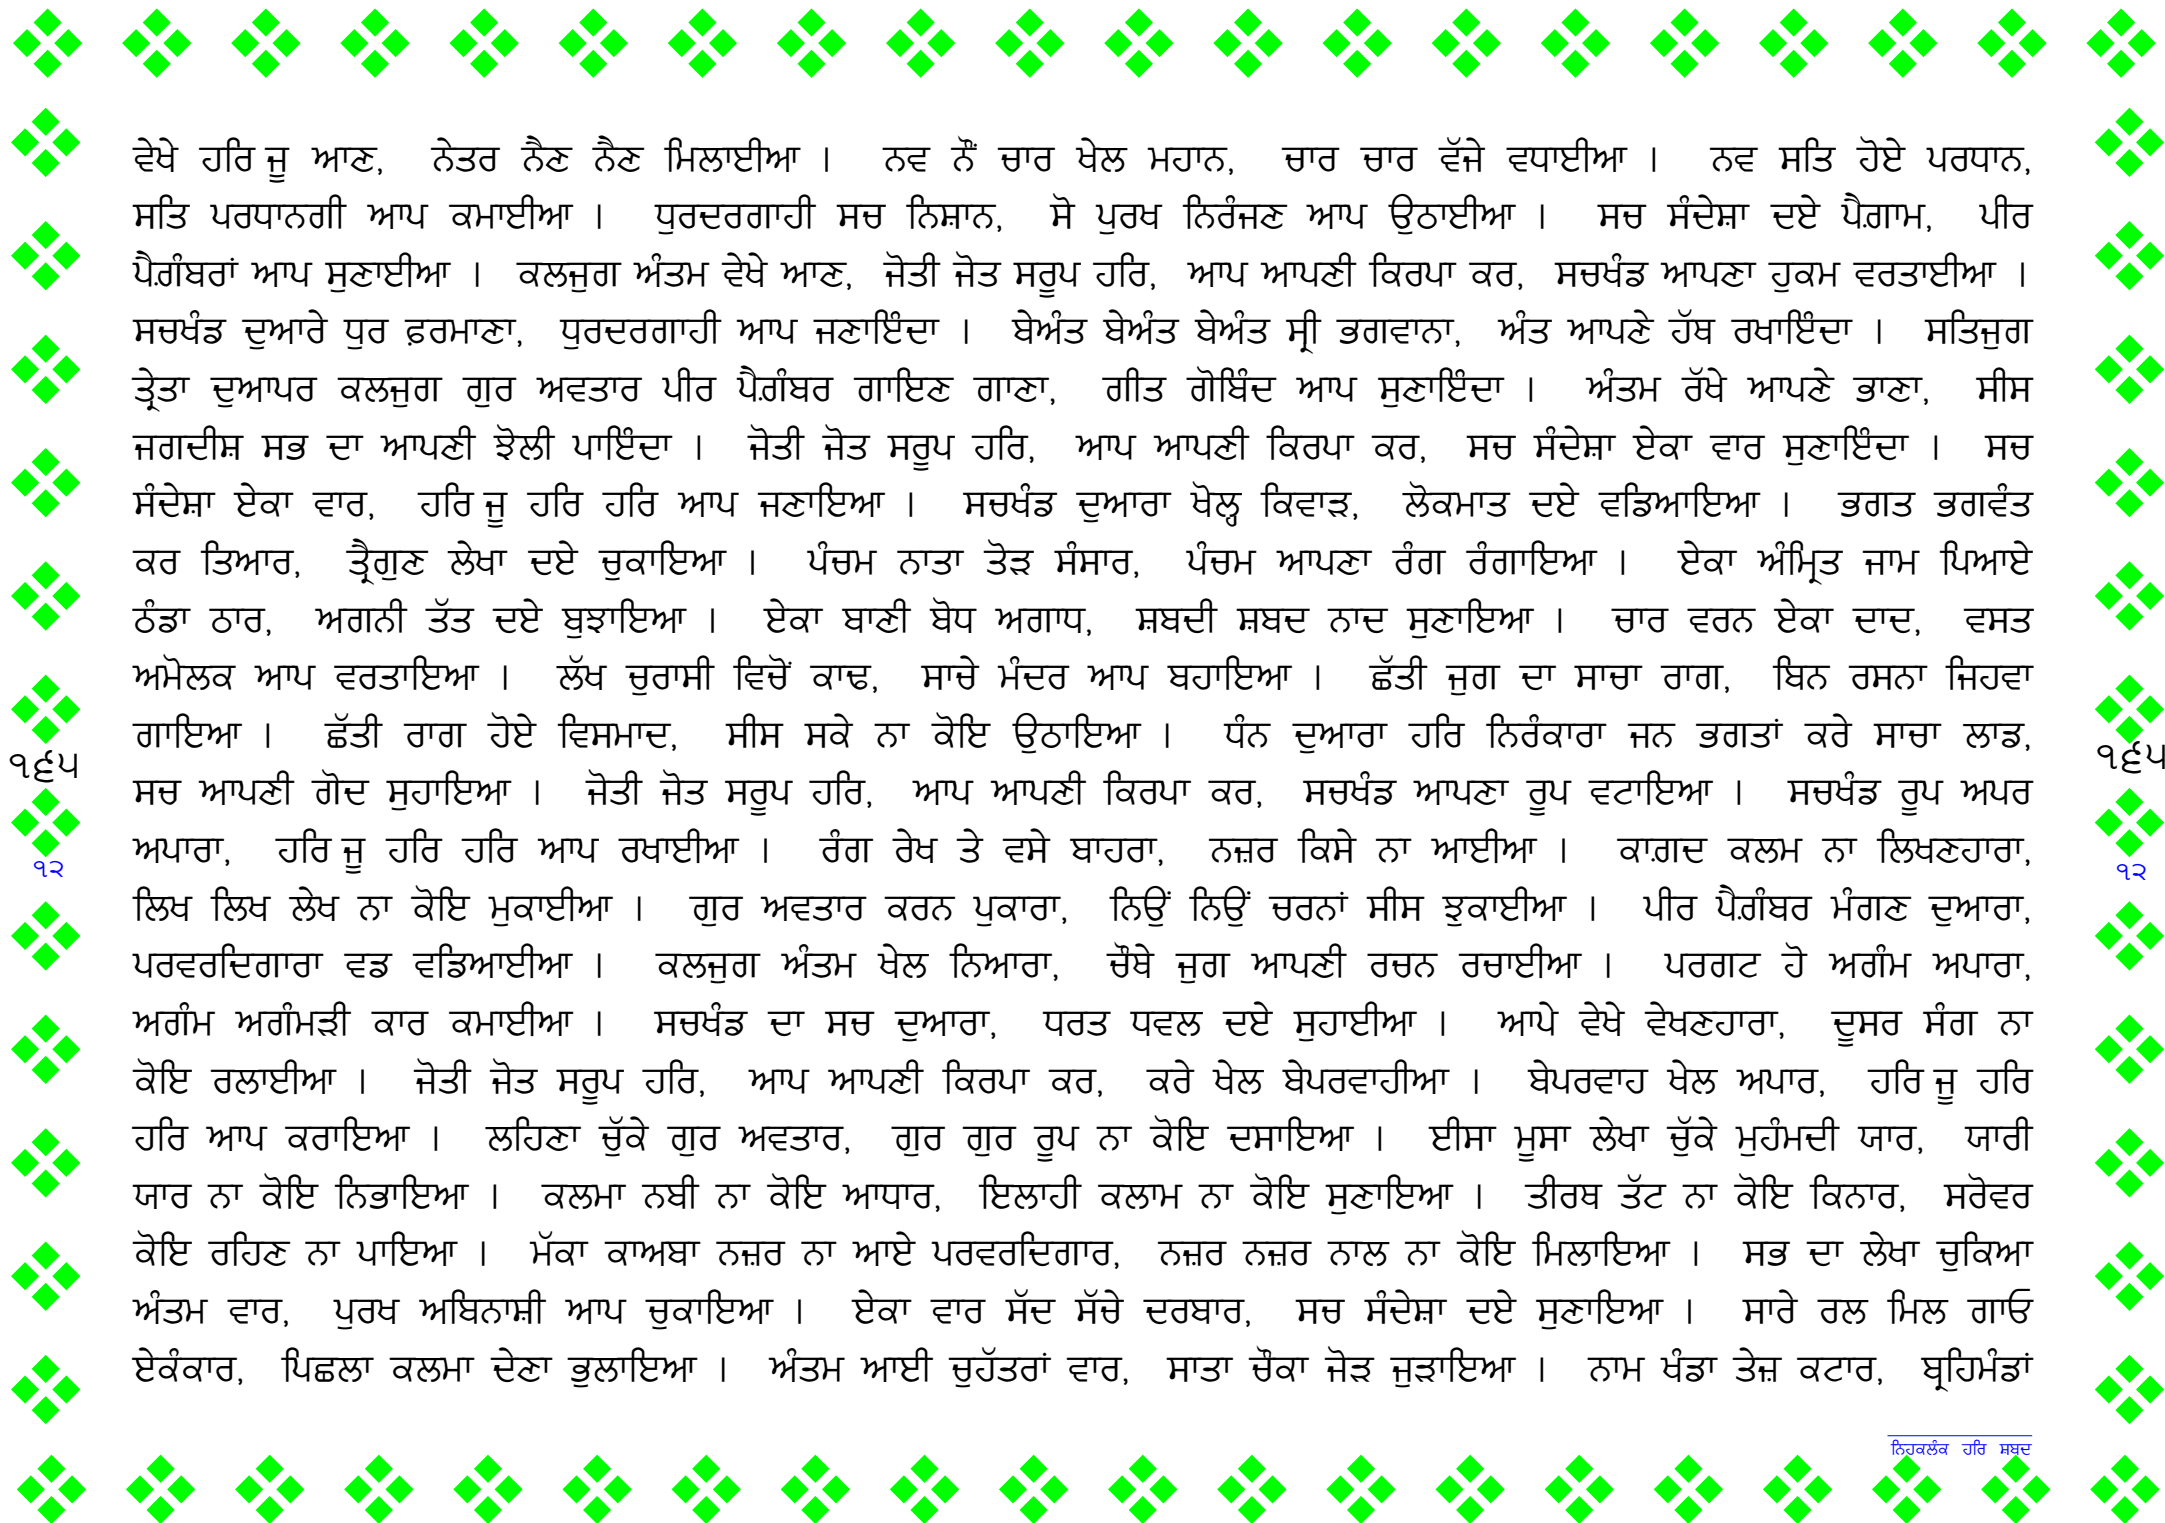 ਵੇਖੇ ਹਰਿ ਜੂ ਆਣ, ਨੇਤਰ ਨੈਣ ਨੈਣ ਮਿਲਾਈਆ । ਨਵ ਨੌਂ ਚਾਰ ਖੇਲ ਮਹਾਨ, ਚਾਰ ਚਾਰ ਵੱਜੇ ਵਧਾਈਆ । ਨਵ ਸਤਿ ਹੋਏ ਪਰਧਾਨ,
ਸਤਿ ਪਰਧਾਨਗੀ ਆਪ ਕਮਾਈਆ । ਧੁਰਦਰਗਾਹੀ ਸਚ ਨਿਸ਼ਾਨ, ਸੋ ਪੁਰਖ ਨਿਰੰਜਣ ਆਪ ਉਠਾਈਆ । ਸਚ ਸੰਦੇਸ਼ਾ ਦਏ ਪੈਗ਼ਾਮ, ਪੀਰ
ਪੈਗ਼ੰਬਰਾਂ ਆਪ ਸੁਣਾਈਆ । ਕਲਜੁਗ ਅੰਤਮ ਵੇਖੇ ਆਣ, ਜੋਤੀ ਜੋਤ ਸਰੂਪ ਹਰਿ, ਆਪ ਆਪਣੀ ਕਿਰਪਾ ਕਰ, ਸਚਖੰਡ ਆਪਣਾ ਹੁਕਮ ਵਰਤਾਈਆ ।
ਸਚਖੰਡ ਦੁਆਰੇ ਧੁਰ ਫ਼ਰਮਾਣਾ, ਧੁਰਦਰਗਾਹੀ ਆਪ ਜਣਾਇੰਦਾ । ਬੇਅੰਤ ਬੇਅੰਤ ਬੇਅੰਤ ਸ੍ਰੀ ਭਗਵਾਨਾ, ਅੰਤ ਆਪਣੇ ਹੱਥ ਰਖਾਇੰਦਾ । ਸਤਿਜੁਗ
ਤ੍ਰੇਤਾ ਦੁਆਪਰ ਕਲਜੁਗ ਗੁਰ ਅਵਤਾਰ ਪੀਰ ਪੈਗ਼ੰਬਰ ਗਾਇਣ ਗਾਣਾ, ਗੀਤ ਗੋਬਿੰਦ ਆਪ ਸੁਣਾਇੰਦਾ । ਅੰਤਮ ਰੱਖੇ ਆਪਣੇ ਭਾਣਾ, ਸੀਸ
ਜਗਦੀਸ਼ ਸਭ ਦਾ ਆਪਣੀ ਝੋਲੀ ਪਾਇੰਦਾ । ਜੋਤੀ ਜੋਤ ਸਰੂਪ ਹਰਿ, ਆਪ ਆਪਣੀ ਕਿਰਪਾ ਕਰ, ਸਚ ਸੰਦੇਸ਼ਾ ਏਕਾ ਵਾਰ ਸੁਣਾਇੰਦਾ । ਸਚ
ਸੰਦੇਸ਼ਾ ਏਕਾ ਵਾਰ, ਹਰਿ ਜੂ ਹਰਿ ਹਰਿ ਆਪ ਜਣਾਇਆ । ਸਚਖੰਡ ਦੁਆਰਾ ਖੋਲ੍ਹ ਕਿਵਾੜ, ਲੋਕਮਾਤ ਦਏ ਵਡਿਆਇਆ । ਭਗਤ ਭਗਵੰਤ
ਕਰ ਤਿਆਰ, ਤ੍ਰੈਗੁਣ ਲੇਖਾ ਦਏ ਚੁਕਾਇਆ । ਪੰਚਮ ਨਾਤਾ ਤੋੜ ਸੰਸਾਰ, ਪੰਚਮ ਆਪਣਾ ਰੰਗ ਰੰਗਾਇਆ । ਏਕਾ ਅੰਮ੍ਰਿਤ ਜਾਮ ਪਿਆਏ
ਠੰਡਾ ਠਾਰ, ਅਗਨੀ ਤੱਤ ਦਏ ਬੁਝਾਇਆ । ਏਕਾ ਬਾਣੀ ਬੋਧ ਅਗਾਧ, ਸ਼ਬਦੀ ਸ਼ਬਦ ਨਾਦ ਸੁਣਾਇਆ । ਚਾਰ ਵਰਨ ਏਕਾ ਦਾਦ, ਵਸਤ
ਅਮੋਲਕ ਆਪ ਵਰਤਾਇਆ । ਲੱਖ ਚੁਰਾਸੀ ਵਿਚੋਂ ਕਾਢ, ਸਾਚੇ ਮੰਦਰ ਆਪ ਬਹਾਇਆ । ਛੱਤੀ ਜੁਗ ਦਾ ਸਾਚਾ ਰਾਗ, ਬਿਨ ਰਸਨਾ ਜਿਹਵਾ
ਗਾਇਆ । ਛੱਤੀ ਰਾਗ ਹੋਏ ਵਿਸਮਾਦ, ਸੀਸ ਸਕੇ ਨਾ ਕੋਇ ਉਠਾਇਆ । ਧੰਨ ਦੁਆਰਾ ਹਰਿ ਨਿਰੰਕਾਰਾ ਜਨ ਭਗਤਾਂ ਕਰੇ ਸਾਚਾ ਲਾਡ,
੧੬੫
੧੬੫
ਸਚ ਆਪਣੀ ਗੋਦ ਸੁਹਾਇਆ । ਜੋਤੀ ਜੋਤ ਸਰੂਪ ਹਰਿ, ਆਪ ਆਪਣੀ ਕਿਰਪਾ ਕਰ, ਸਚਖੰਡ ਆਪਣਾ ਰੂਪ ਵਟਾਇਆ । ਸਚਖੰਡ ਰੂਪ ਅਪਰ
ਅਪਾਰਾ, ਹਰਿ ਜੂ ਹਰਿ ਹਰਿ ਆਪ ਰਖਾਈਆ । ਰੰਗ ਰੇਖ ਤੇ ਵਸੇ ਬਾਹਰਾ, ਨਜ਼ਰ ਕਿਸੇ ਨਾ ਆਈਆ । ਕਾਗ਼ਦ ਕਲਮ ਨਾ ਲਿਖਣਹਾਰਾ,
੧੨
੧੨
ਲਿਖ ਲਿਖ ਲੇਖ ਨਾ ਕੋਇ ਮੁਕਾਈਆ । ਗੁਰ ਅਵਤਾਰ ਕਰਨ ਪੁਕਾਰਾ, ਨਿਉਂ ਨਿਉਂ ਚਰਨਾਂ ਸੀਸ ਝੁਕਾਈਆ । ਪੀਰ ਪੈਗ਼ੰਬਰ ਮੰਗਣ ਦੁਆਰਾ,
ਪਰਵਰਦਿਗਾਰਾ ਵਡ ਵਡਿਆਈਆ । ਕਲਜੁਗ ਅੰਤਮ ਖੇਲ ਨਿਆਰਾ, ਚੌਥੇ ਜੁਗ ਆਪਣੀ ਰਚਨ ਰਚਾਈਆ । ਪਰਗਟ ਹੋ ਅਗੰਮ ਅਪਾਰਾ,
ਅਗੰਮ ਅਗੰਮੜੀ ਕਾਰ ਕਮਾਈਆ । ਸਚਖੰਡ ਦਾ ਸਚ ਦੁਆਰਾ, ਧਰਤ ਧਵਲ ਦਏ ਸੁਹਾਈਆ । ਆਪੇ ਵੇਖੇ ਵੇਖਣਹਾਰਾ, ਦੂਸਰ ਸੰਗ ਨਾ
ਕੋਇ ਰਲਾਈਆ । ਜੋਤੀ ਜੋਤ ਸਰੂਪ ਹਰਿ, ਆਪ ਆਪਣੀ ਕਿਰਪਾ ਕਰ, ਕਰੇ ਖੇਲ ਬੇਪਰਵਾਹੀਆ । ਬੇਪਰਵਾਹ ਖੇਲ ਅਪਾਰ, ਹਰਿ ਜੂ ਹਰਿ
ਹਰਿ ਆਪ ਕਰਾਇਆ । ਲਹਿਣਾ ਚੁੱਕੇ ਗੁਰ ਅਵਤਾਰ, ਗੁਰ ਗੁਰ ਰੂਪ ਨਾ ਕੋਇ ਦਸਾਇਆ । ਈਸਾ ਮੂਸਾ ਲੇਖਾ ਚੁੱਕੇ ਮੁਹੰਮਦੀ ਯਾਰ, ਯਾਰੀ
ਯਾਰ ਨਾ ਕੋਇ ਨਿਭਾਇਆ । ਕਲਮਾ ਨਬੀ ਨਾ ਕੋਇ ਆਧਾਰ, ਇਲਾਹੀ ਕਲਾਮ ਨਾ ਕੋਇ ਸੁਣਾਇਆ । ਤੀਰਥ ਤੱਟ ਨਾ ਕੋਇ ਕਿਨਾਰ, ਸਰੋਵਰ
ਕੋਇ ਰਹਿਣ ਨਾ ਪਾਇਆ । ਮੱਕਾ ਕਾਅਬਾ ਨਜ਼ਰ ਨਾ ਆਏ ਪਰਵਰਦਿਗਾਰ, ਨਜ਼ਰ ਨਜ਼ਰ ਨਾਲ ਨਾ ਕੋਇ ਮਿਲਾਇਆ । ਸਭ ਦਾ ਲੇਖਾ ਚੁਕਿਆ
ਅੰਤਮ ਵਾਰ, ਪੁਰਖ ਅਬਿਨਾਸ਼ੀ ਆਪ ਚੁਕਾਇਆ । ਏਕਾ ਵਾਰ ਸੱਦ ਸੱਚੇ ਦਰਬਾਰ, ਸਚ ਸੰਦੇਸ਼ਾ ਦਏ ਸੁਣਾਇਆ । ਸਾਰੇ ਰਲ ਮਿਲ ਗਾਓ
ਏਕੰਕਾਰ, ਪਿਛਲਾ ਕਲਮਾ ਦੇਣਾ ਭੁਲਾਇਆ । ਅੰਤਮ ਆਈ ਚੁਹੱਤਰਾਂ ਵਾਰ, ਸਾਤਾ ਚੌਕਾ ਜੋੜ ਜੁੜਾਇਆ । ਨਾਮ ਖੰਡਾ ਤੇਜ਼ ਕਟਾਰ, ਬ੍ਰਹਿਮੰਡਾਂ
ਨਿਹਕਲੰਕ ਹਰਿ ਸ਼ਬਦ